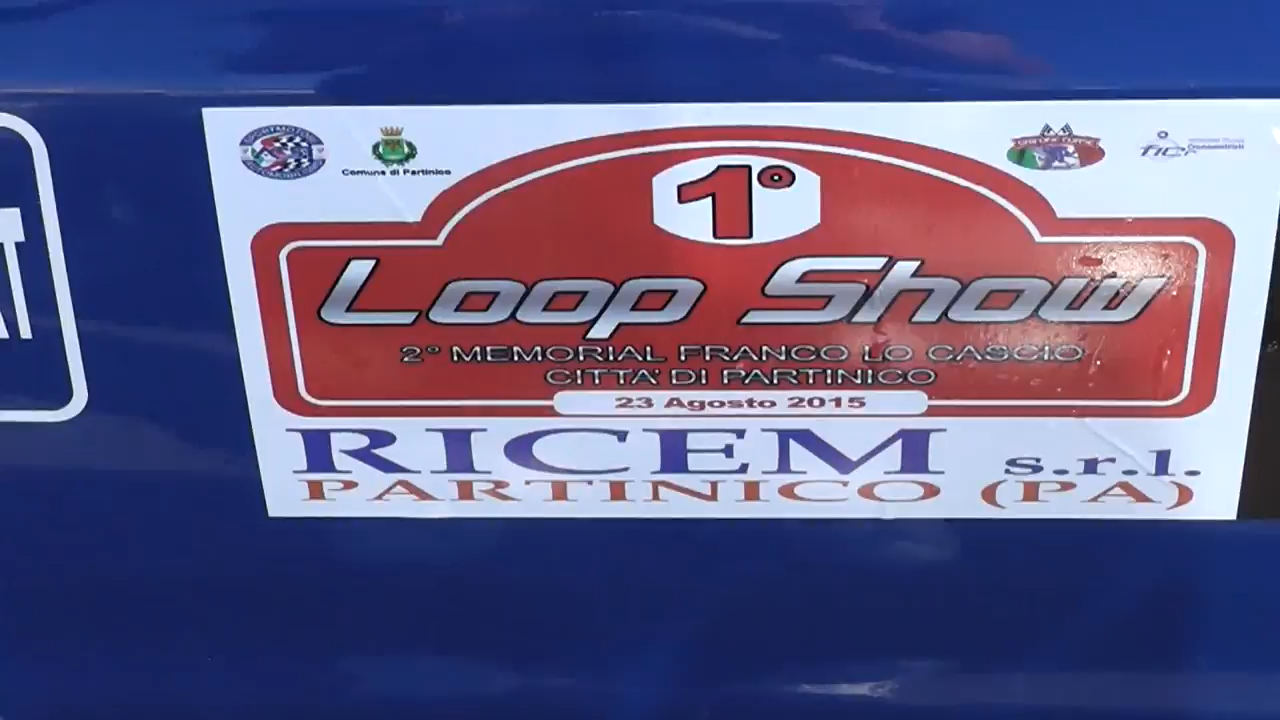 Comune di Partinico
1°
Loop Show
2° MEMORIAL FRANCO LO CASCIO
CITTA' DI PARTINICO
23 Agosto 2015
RICEM s.r.l.
PARTINICO (PA)